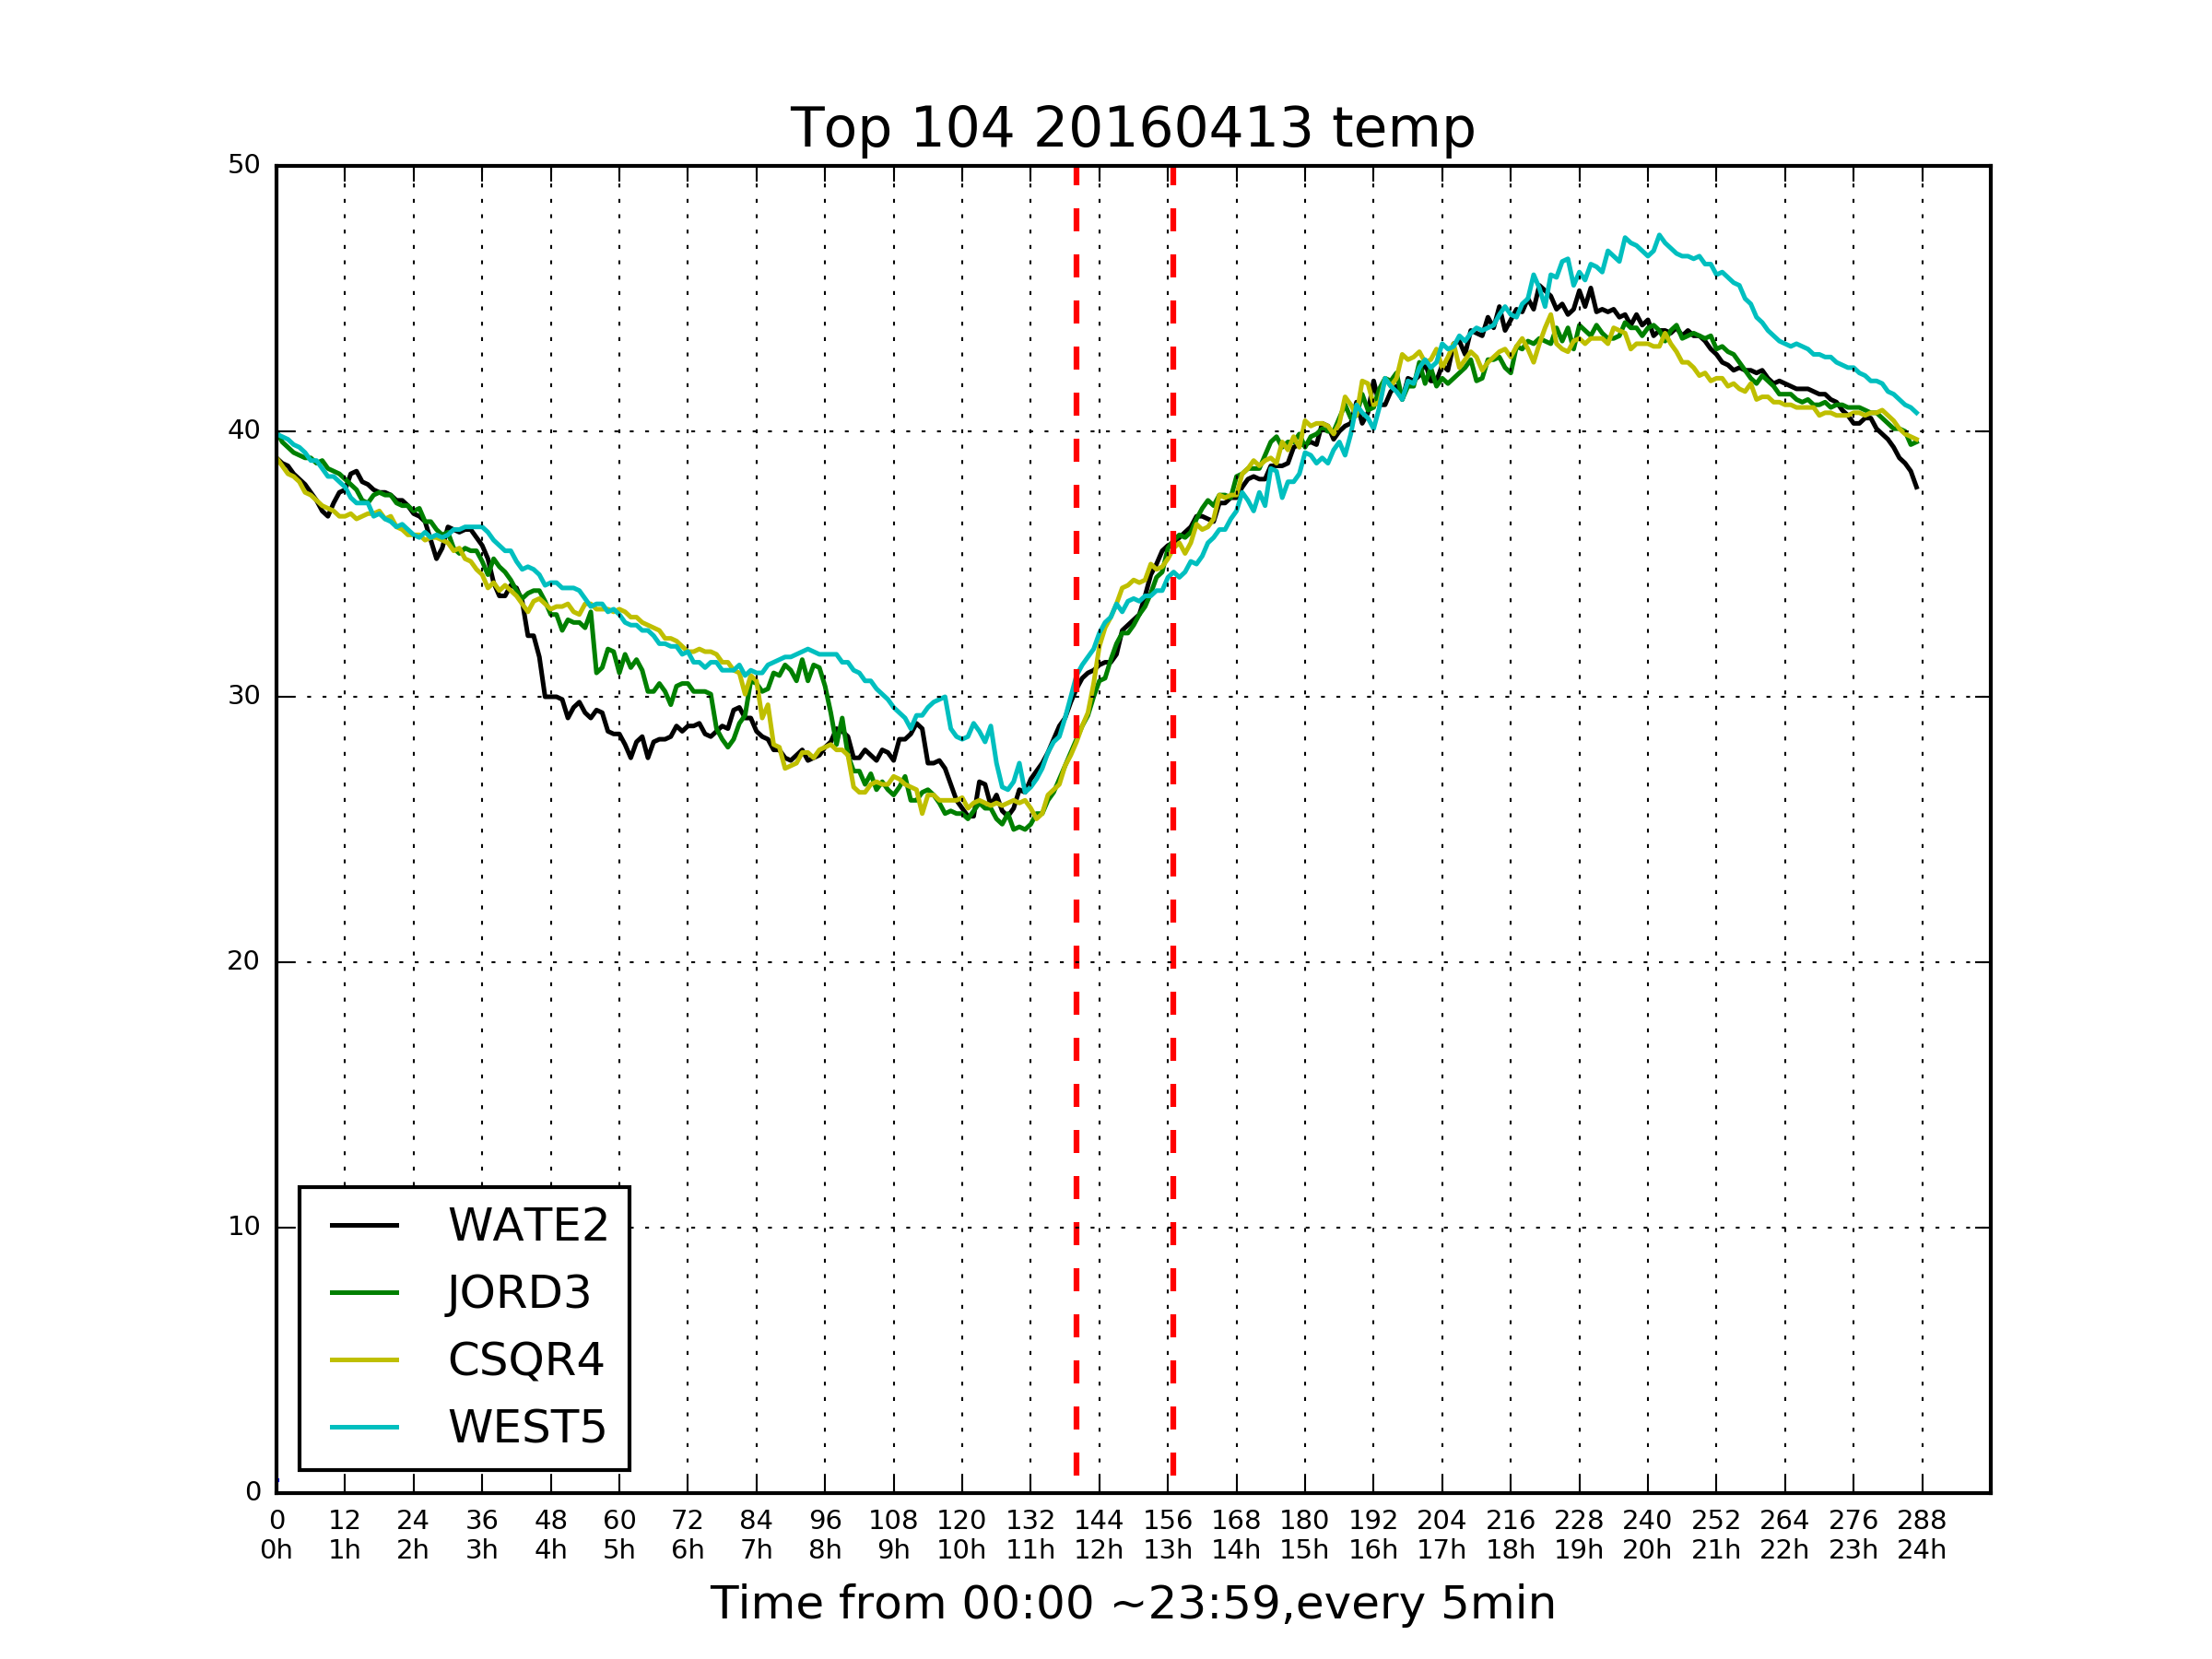 Top 104 20160413 temp
50
40
30
20
10
0
WATE2
JORD3
CSQR4
WEST5
0 12 24 36 48 60 72 84 96 108 120 132 144 156 168 180 192 204 216 228 240 252 264 276 288
0h 1h 2h 3h 4h 5h 6h 7h 8h 9h 10h 11h 12h 13h 14h 15h 16h 17h 18h 19h 20h 21h 22h 23h 24h
Time from 00:00 ~23:59,every 5min